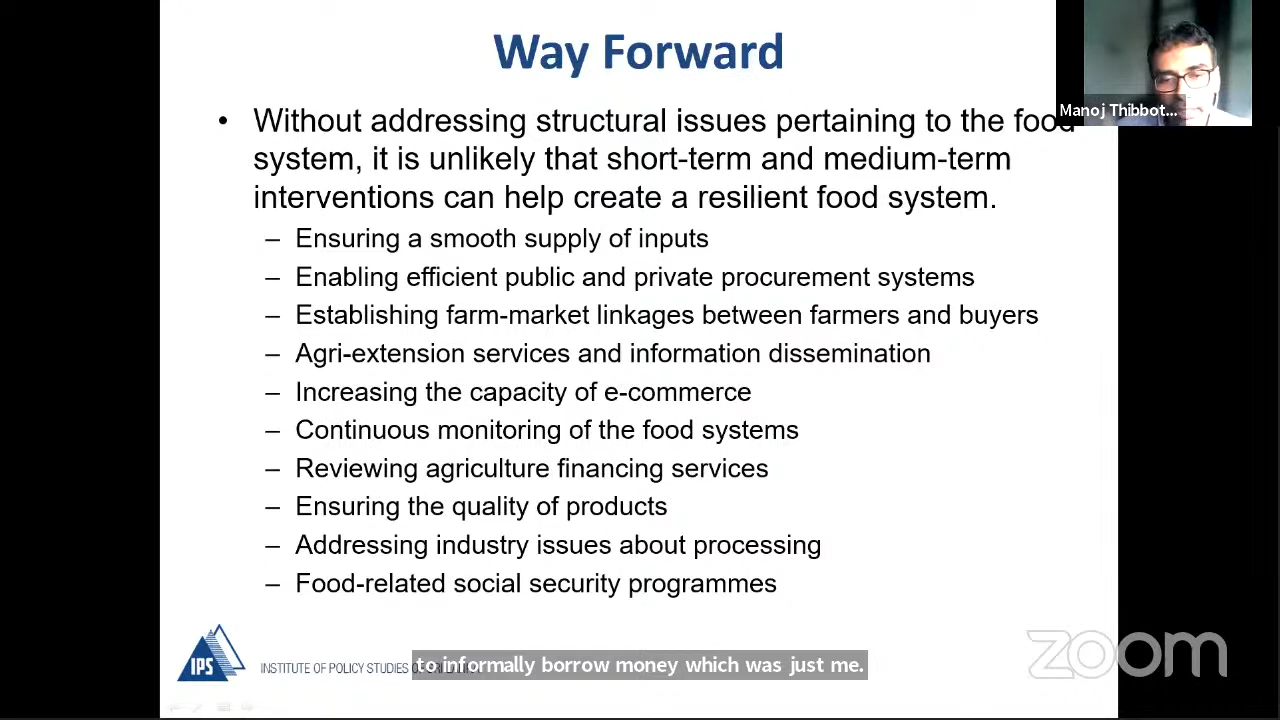 Way Forward
Manoj Thibbot...
• Without addressing structural issues pertaining to the food
system, it is unlikely that short-term and medium-term
interventions can help create a resilient food system.
– Ensuring a smooth supply of inputs
– Enabling efficient public and private procurement systems
– Establishing farm-market linkages between farmers and buyers
– Agri-extension services and information dissemination
– Increasing the capacity of e-commerce
– Continuous monitoring of the food systems
– Reviewing agriculture financing services
– Ensuring the quality of products
– Addressing industry issues about processing
– Food-related social security programmes
IPS
INSTITUTE OF POLICY STUDIES
to informally borrow money which was just me.
zoom